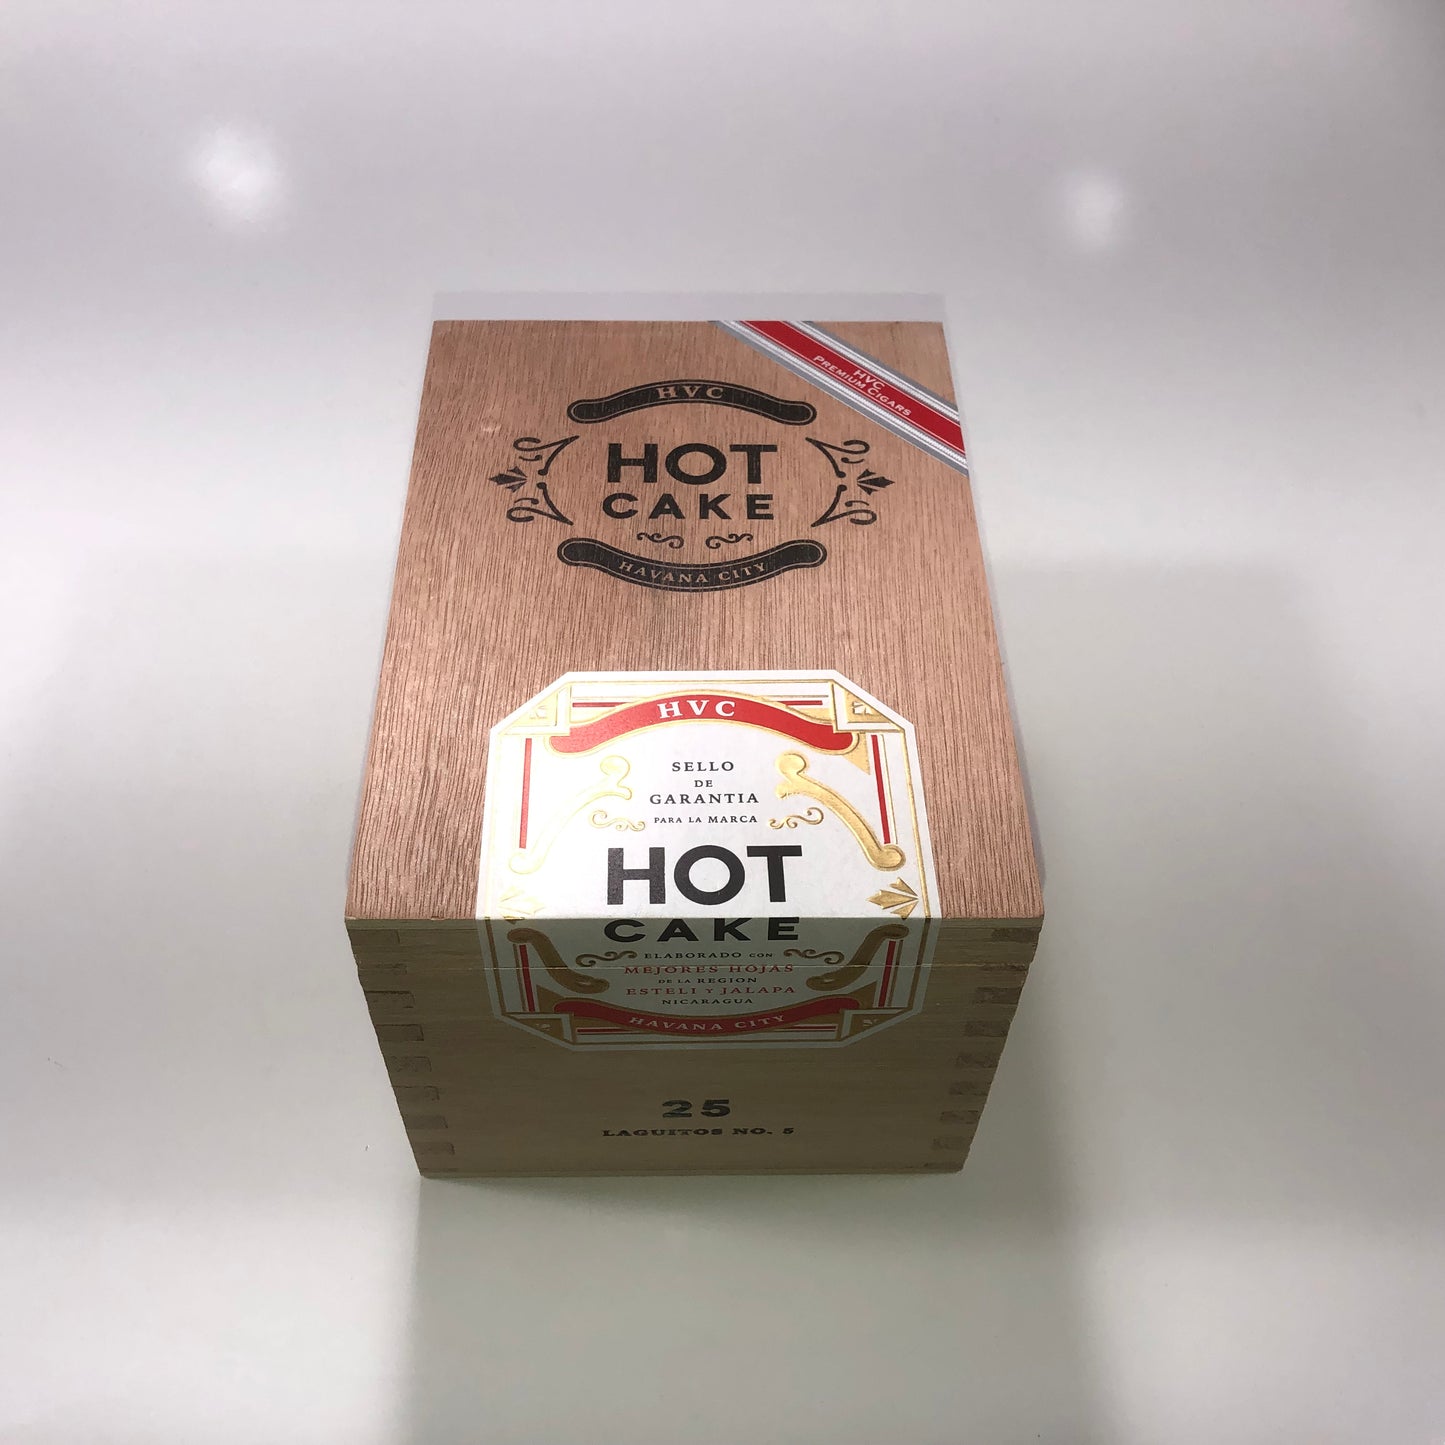 HVC
PREMIUM CIGARS
HVC
HOT
CAKE
HAVANA CITY
HVC
SELLO
DE
GARANTIA
PARA LA MARCA
HOT
CAKE
ELABORADO CON
MEJORES HOJAS
DE LA REGION
ESTELI Y JALAPA
NICARAGUA
HAVANA CITY
25
LAGUITOS NO. 5